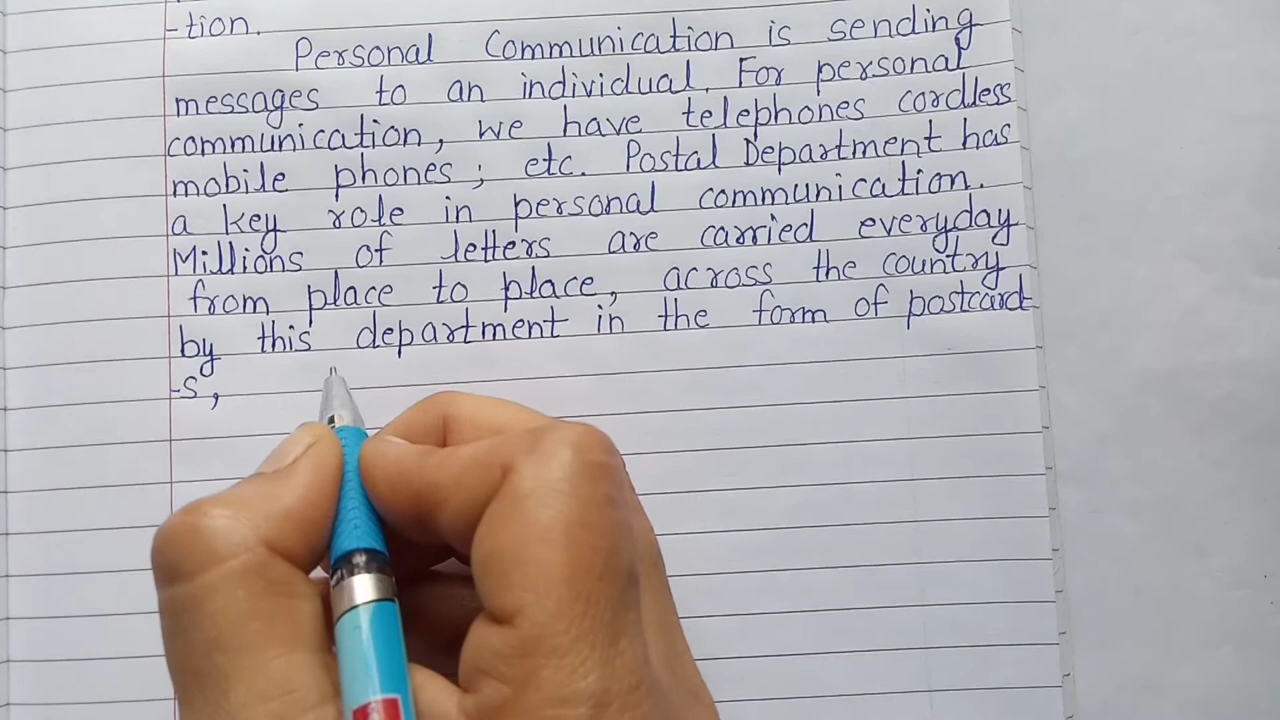 -tion.
Personal Communication is sending
messages to an individual. For personal
communication, we have telephones cordless
mobile phones; etc. Postal Department has
a key role in personal communication.
Millions of letters are carried everyday
from place to place, across the country
by this department in the form of postcard
-s,